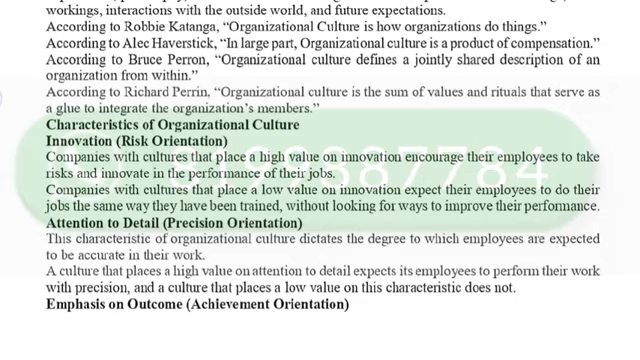 workings, interactions with the outside world, and future expectations.
According to Robbie Katanga, “Organizational Culture is how organizations do things.”
According to Alec Haverstick, “In large part, Organizational culture is a product of compensation.”
According to Bruce Perron, “Organizational culture defines a jointly shared description of an
organization from within.”
According to Richard Perrin, “Organizational culture is the sum of values and rituals that serve as
a glue to integrate the organization’s members.”
Characteristics of Organizational Culture
Innovation (Risk Orientation)
Companies with cultures that place a high value on innovation encourage their employees to take
risks and innovate in the performance of their jobs.
Companies with cultures that place a low value on innovation expect their employees to do their
jobs the same way they have been trained, without looking for ways to improve their performance.
Attention to Detail (Precision Orientation)
This characteristic of organizational culture dictates the degree to which employees are expected
to be accurate in their work.
A culture that places a high value on attention to detail expects its employees to perform their work
with precision, and a culture that places a low value on this characteristic does not.
Emphasis on Outcome (Achievement Orientation)